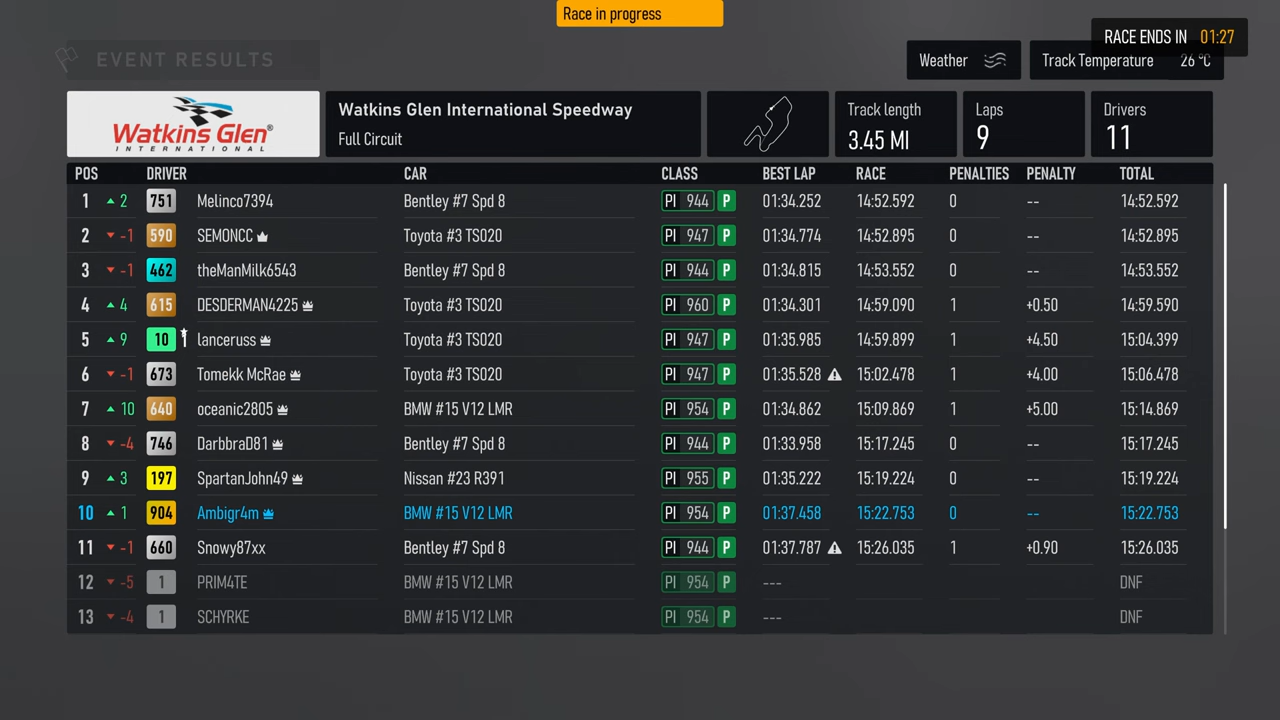 Race in progress
RACE ENDS IN 01:27
EVENT RESULTS
Weather Track Temperature 26 °C
Watkins Glen® INTERNATIONAL
Watkins Glen International Speedway
Full Circuit
Track length 3.45 MI
Laps 9
Drivers 11
POS DRIVER CAR CLASS BEST LAP RACE PENALTIES PENALTY TOTAL
1 ▲ 2 751 Melinco7394 Bentley #7 Spd 8 PI 944 P 01:34.252 14:52.592 0 -- 14:52.592
2 ▼ -1 590 SEMONCC Toyota #3 TS020 PI 947 P 01:34.774 14:52.895 0 -- 14:52.895
3 ▼ -1 462 theManMilk6543 Bentley #7 Spd 8 PI 944 P 01:34.815 14:53.552 0 -- 14:53.552
4 ▲ 4 615 DESDERMAN4225 Toyota #3 TS020 PI 960 P 01:34.301 14:59.090 1 +0.50 14:59.590
5 ▲ 9 10 lanceruss Toyota #3 TS020 PI 947 P 01:35.985 14:59.899 1 +4.50 15:04.399
6 ▼ -1 673 Tomekk McRae Toyota #3 TS020 PI 947 P 01:35.528 15:02.478 1 +4.00 15:06.478
7 ▲ 10 640 oceanic2805 BMW #15 V12 LMR PI 954 P 01:34.862 15:09.869 1 +5.00 15:14.869
8 ▼ -4 746 DarbbraD81 Bentley #7 Spd 8 PI 944 P 01:33.958 15:17.245 0 -- 15:17.245
9 ▲ 3 197 SpartanJohn49 Nissan #23 R391 PI 955 P 01:35.222 15:19.224 0 -- 15:19.224
10 ▲ 1 904 Ambigr4m BMW #15 V12 LMR PI 954 P 01:37.458 15:22.753 0 -- 15:22.753
11 ▼ -1 660 Snowy87xx Bentley #7 Spd 8 PI 944 P 01:37.787 15:26.035 1 +0.90 15:26.035
12 ▼ -5 1 PRIM4TE BMW #15 V12 LMR PI 954 P --- DNF
13 ▼ -4 1 SCHYRKE BMW #15 V12 LMR PI 954 P --- DNF